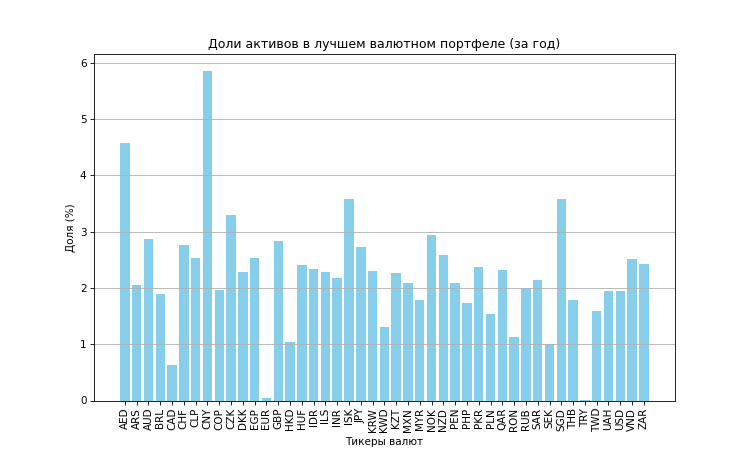 Доли активов в лучшем валютном портфеле (за год)
Доля (%)
6
5
4
3
2
1
0
AED ARS AUD BRL CAD CHF CLP CNY COP CZK DKK EGP EUR GBP HKD HUF IDR ILS INR ISK JPY KRW KWD KZT MXN MYR NOK NZD PEN PHP PKR PLN QAR RON RUB SAR SEK SGD THB TRY TWD UAH USD VND ZAR
Тикеры валют